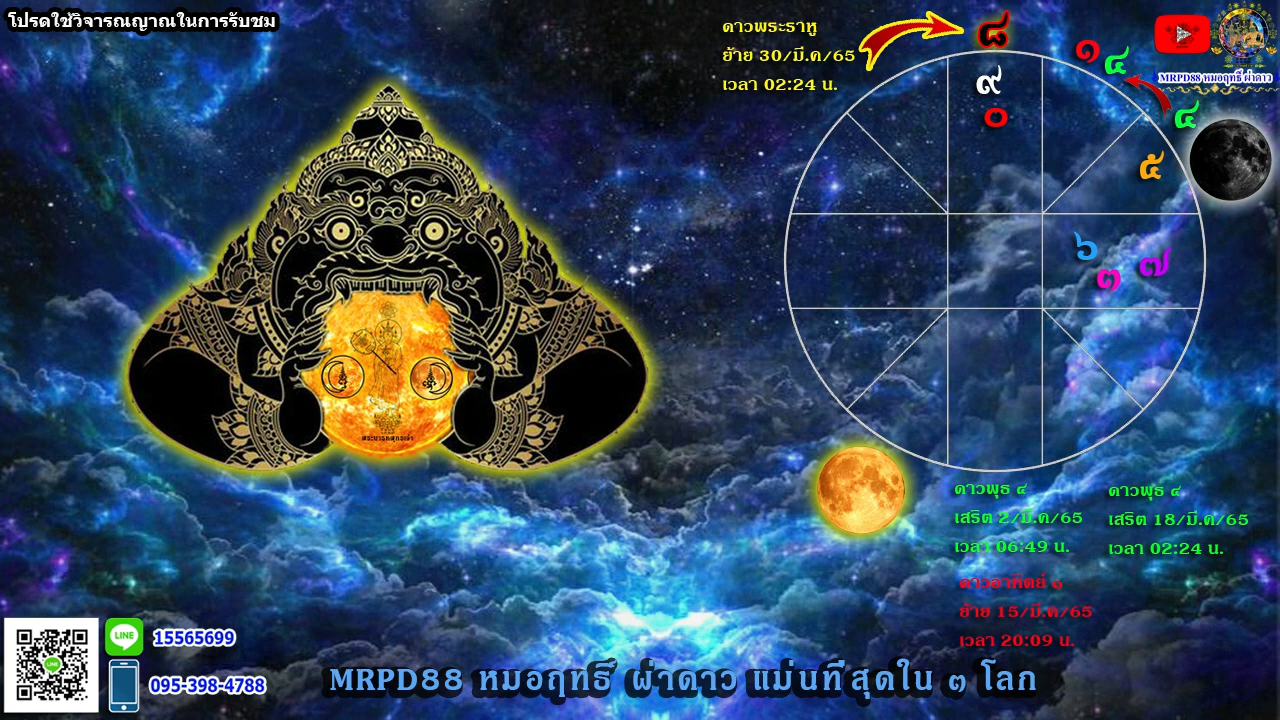 โปรดใช้วิจารณญาณในการรับชม
ดาวพระราหู
ย้าย 30/มี.ค/65
เวลา 02:24 น.
๘
๙
๐
๑
๔
๔
๕
๖
๓
๗
MRPD88 หมอฤทธิ์ ผ่าดาว
ดาวพุธ ๔
เสริต 2/มี.ค/65
เวลา 06:49 น.
ดาวพุธ ๔
เสริต 18/มี.ค/65
เวลา 02:24 น.
ดาวอาทิตย์ ๑
ย้าย 15/มี.ค/65
เวลา 20:09 น.
LINE
15565699
095-398-4788
MRPD88 หมอฤทธิ์ ผ่าดาว แม่นที่สุดใน ๓ โลก